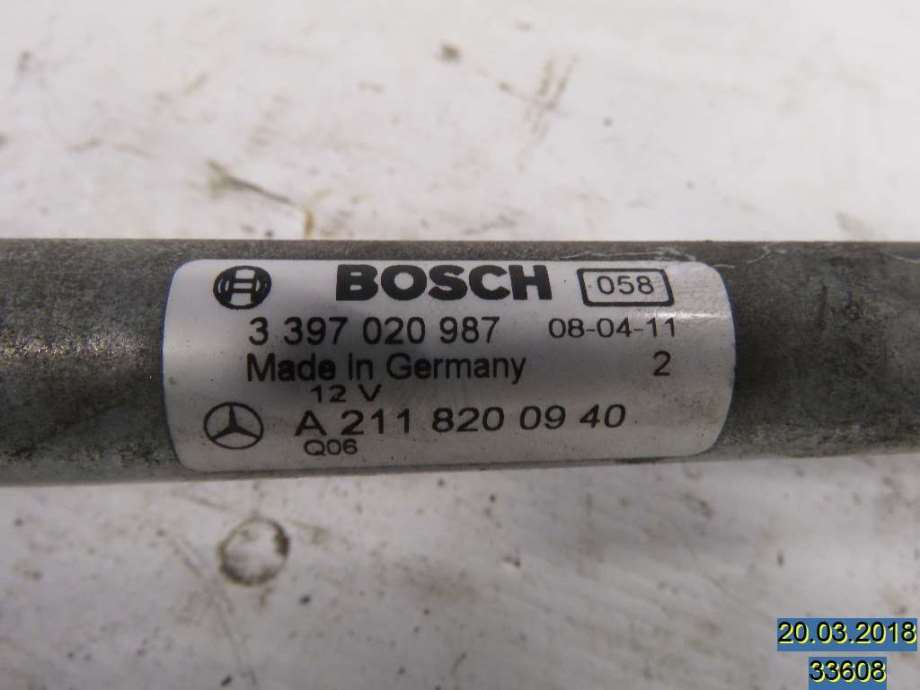 BOSCH 058
3 397 020 987 08-04-11
Made in Germany 2
12 V
A 211 820 09 40
Q06
20.03.2018
33608